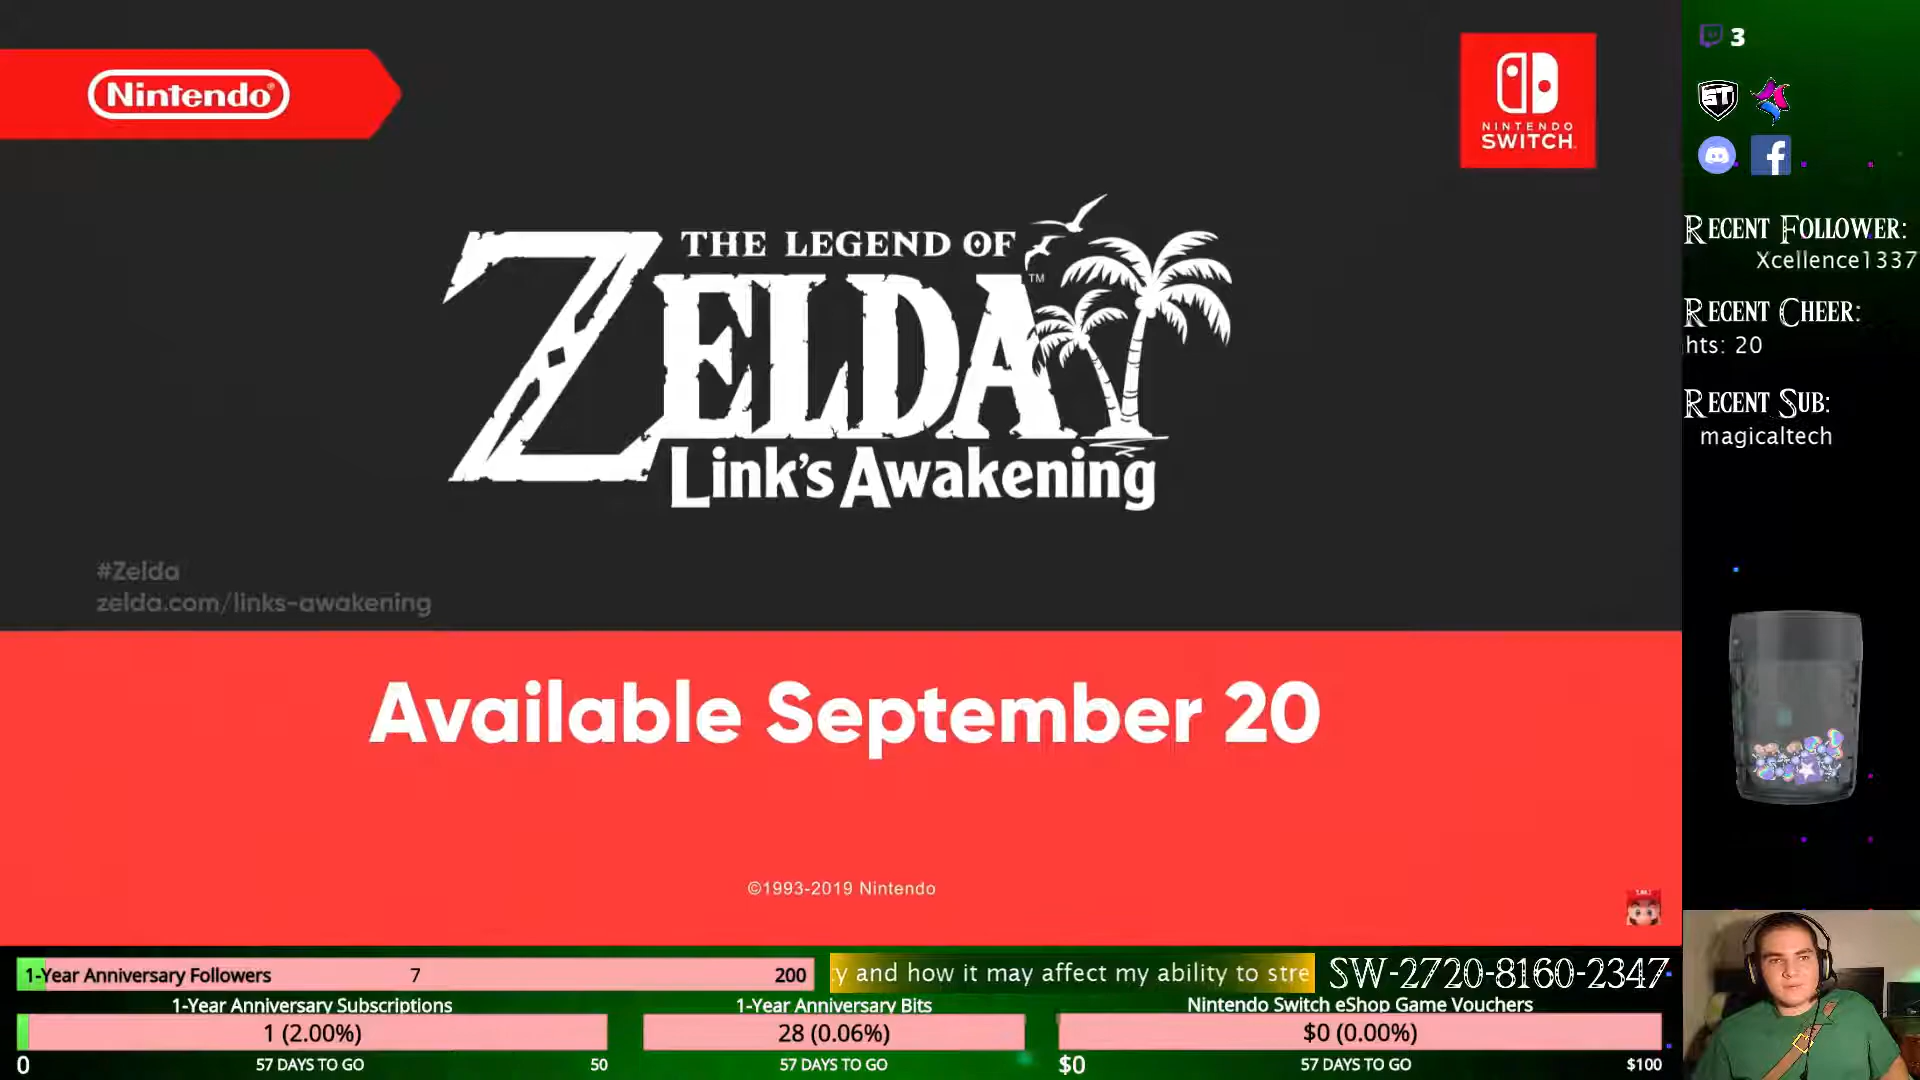 Nintendo
NINTENDO
SWITCH
THE LEGEND OF
ZELDA™
Link's Awakening
#Zelda
zelda.com/links-awakening
Available September 20
©1993-2019 Nintendo
3
ST
RECENT FOLLOWER:
Xcellence1337
RECENT CHEER:
hts: 20
RECENT SUB:
magicaltech
1-Year Anniversary Followers 7 200
y and how it may affect my ability to stre
SW-2720-8160-2347
1-Year Anniversary Subscriptions
1 (2.00%)
0 57 DAYS TO GO 50
1-Year Anniversary Bits
28 (0.06%)
57 DAYS TO GO
Nintendo Switch eShop Game Vouchers
$0 (0.00%)
$0 57 DAYS TO GO $100